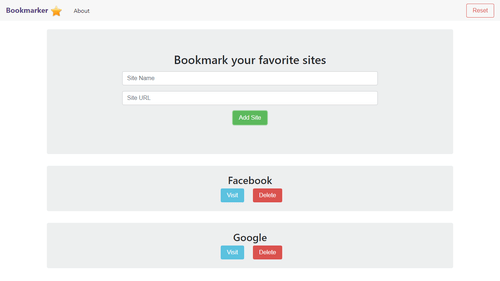 Bookmarker
About
Reset
Bookmark your favorite sites
Site Name
Site URL
Add Site
Facebook
Visit Delete
Google
Visit Delete